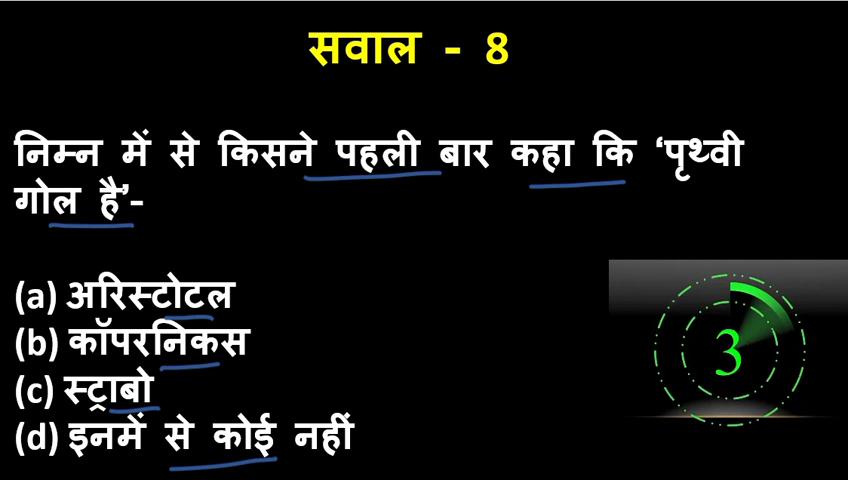 सवाल - 8
निम्न में से किसने पहली बार कहा कि ‘पृथ्वी
गोल है’-
(a) अरिस्टोटल
(b) कॉपरनिकस
(c) स्ट्राबो
(d) इनमें से कोई नहीं
3